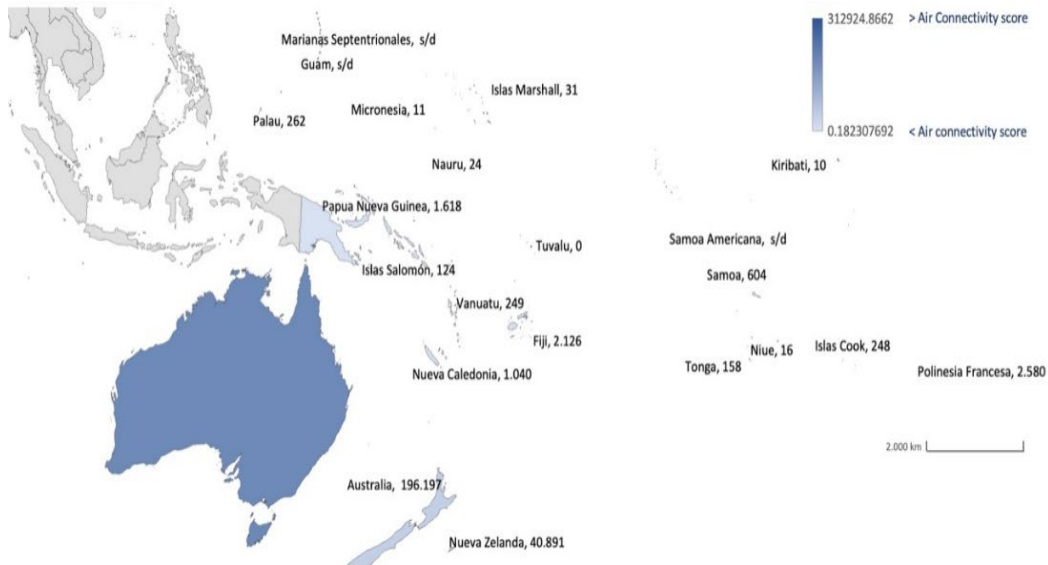 312924.8662 > Air Connectivity score
Marianas Septentrionales, s/d
Guam, s/d
Islas Marshall, 31
Micronesia, 11
Palau, 262
0.182307692 < Air connectivity score
Nauru, 24
Kiribati, 10
Papua Nueva Guinea, 1.618
Tuvalu, 0
Samoa Americana, s/d
Islas Salomón, 124
Samoa, 604
Vanuatu, 249
Fiji, 2.126
Niue, 16
Islas Cook, 248
Tonga, 158
Nueva Caledonia, 1.040
Polinesia Francesa, 2.580
2.000 km
Australia, 196.197
Nueva Zelanda, 40.891